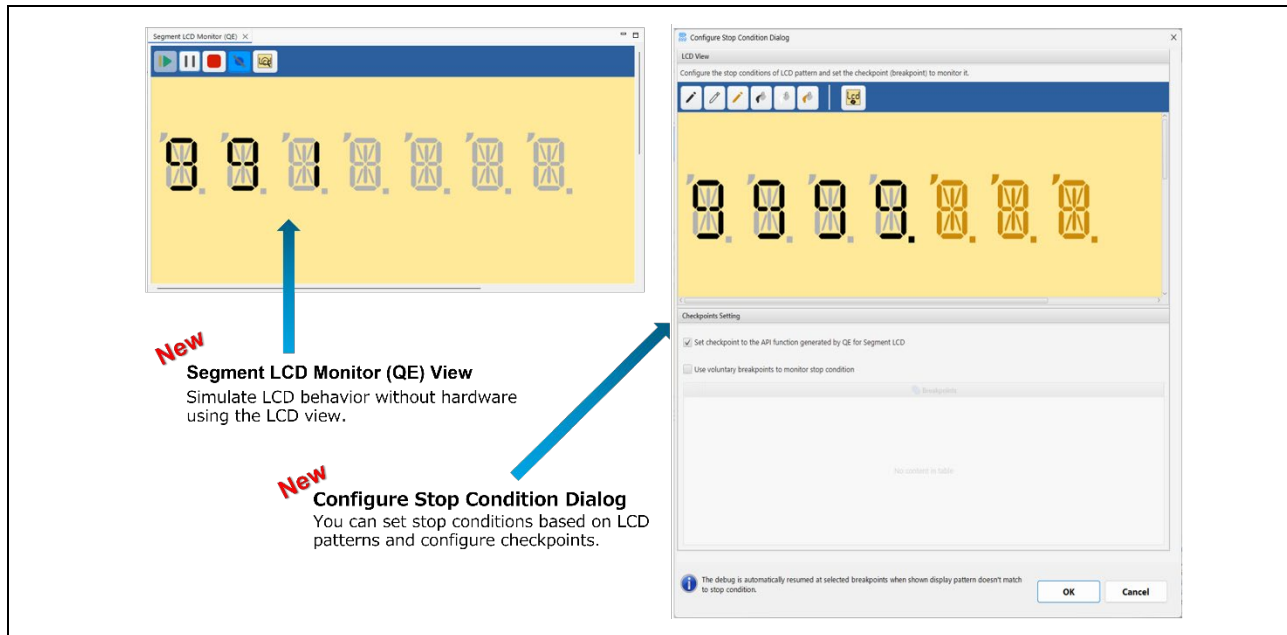 Segment LCD Monitor (QE)
991
New
Segment LCD Monitor (QE) View
Simulate LCD behavior without hardware
using the LCD view.
New
Configure Stop Condition Dialog
You can set stop conditions based on LCD
patterns and configure checkpoints.
Configure Stop Condition Dialog
LCD View
Configure the stop conditions of LCD pattern and set the checkpoint (breakpoint) to monitor it.
Lcd
9999.
Checkpoints Setting
Set checkpoint to the API function generated by QE for Segment LCD
Use voluntary breakpoints to monitor stop condition
Breakpoints
No content in table
The debug is automatically resumed at selected breakpoints when shown display pattern doesn't match
to stop condition.
OK
Cancel